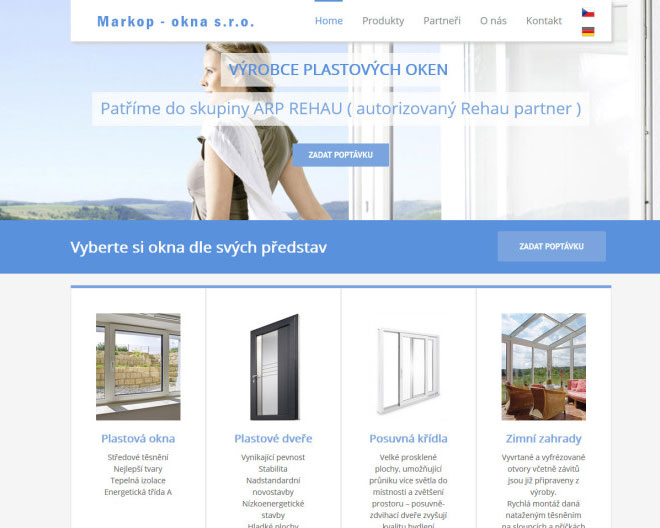 Markop - okna s.r.o.
Home
Produkty
Partneři
O nás
Kontakt
VÝROBCE PLASTOVÝCH OKEN
Patříme do skupiny ARP REHAU ( autorizovaný Rehau partner )
ZADAT POPTÁVKU
Vyberte si okna dle svých představ
ZADAT POPTÁVKU
Plastová okna
Středové těsnění
Nejlepší tvary
Tepelná izolace
Energetická třída A
Plastové dveře
Vynikající pevnost
Stabilita
Nadstandardní
novostavby
Nízkoenergetické
stavby
Hladké plochy
Posuvná křídla
Velké prosklené
plochy, umožňující
průniku více světla do
místnosti a zvětšení
prostoru – posuvně-
zdvihací dveře zvyšují
kvalitu bydlení
Zimní zahrady
Vyvrtané a vyfrézované
otvory včetně závitů
jsou již připraveny z
výroby.
Rychlá montáž daná
nataženým těsněním
na sloupcích a příčkách